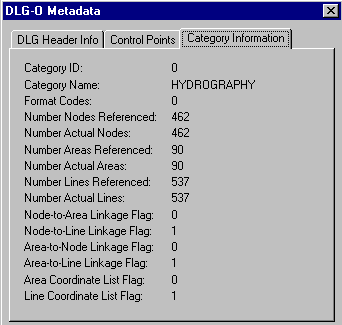 DLG-O Metadata
DLG Header Info Control Points Category Information
Category ID: 0
Category Name: HYDROGRAPHY
Format Codes: 0
Number Nodes Referenced: 462
Number Actual Nodes: 462
Number Areas Referenced: 90
Number Actual Areas: 90
Number Lines Referenced: 537
Number Actual Lines: 537
Node-to-Area Linkage Flag: 0
Node-to-Line Linkage Flag: 1
Area-to-Node Linkage Flag: 0
Area-to-Line Linkage Flag: 1
Area Coordinate List Flag: 0
Line Coordinate List Flag: 1